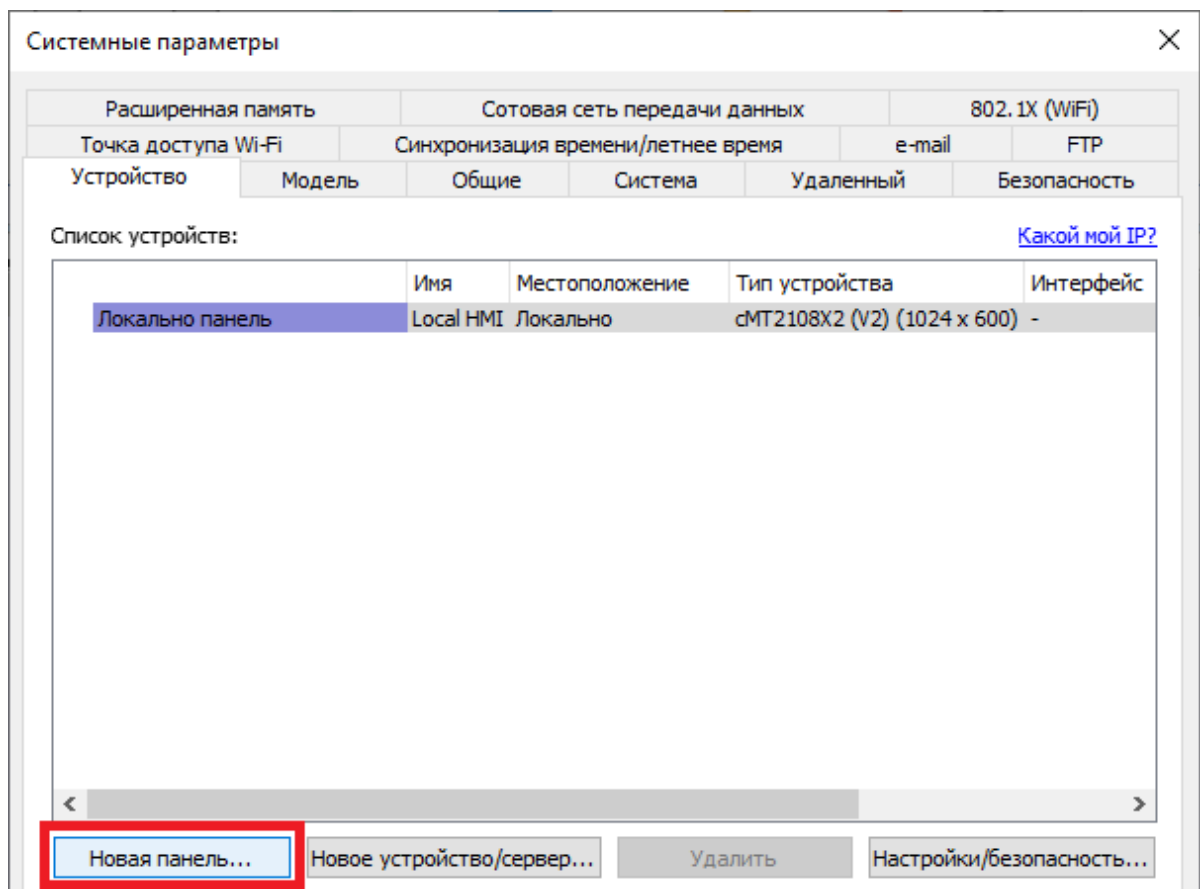 Системные параметры
Расширенная память Сотовая сеть передачи данных 802.1X (WiFi)
Точка доступа Wi-Fi Синхронизация времени/летнее время e-mail FTP
Устройство Модель Общие Система Удаленный Безопасность
Список устройств: Какой мой IP?
Имя Местоположение Тип устройства Интерфейс
Локально панель Local HMI Локально cMT2108X2 (V2) (1024 x 600) -
Новая панель... Новое устройство/сервер... Удалить Настройки/безопасность...